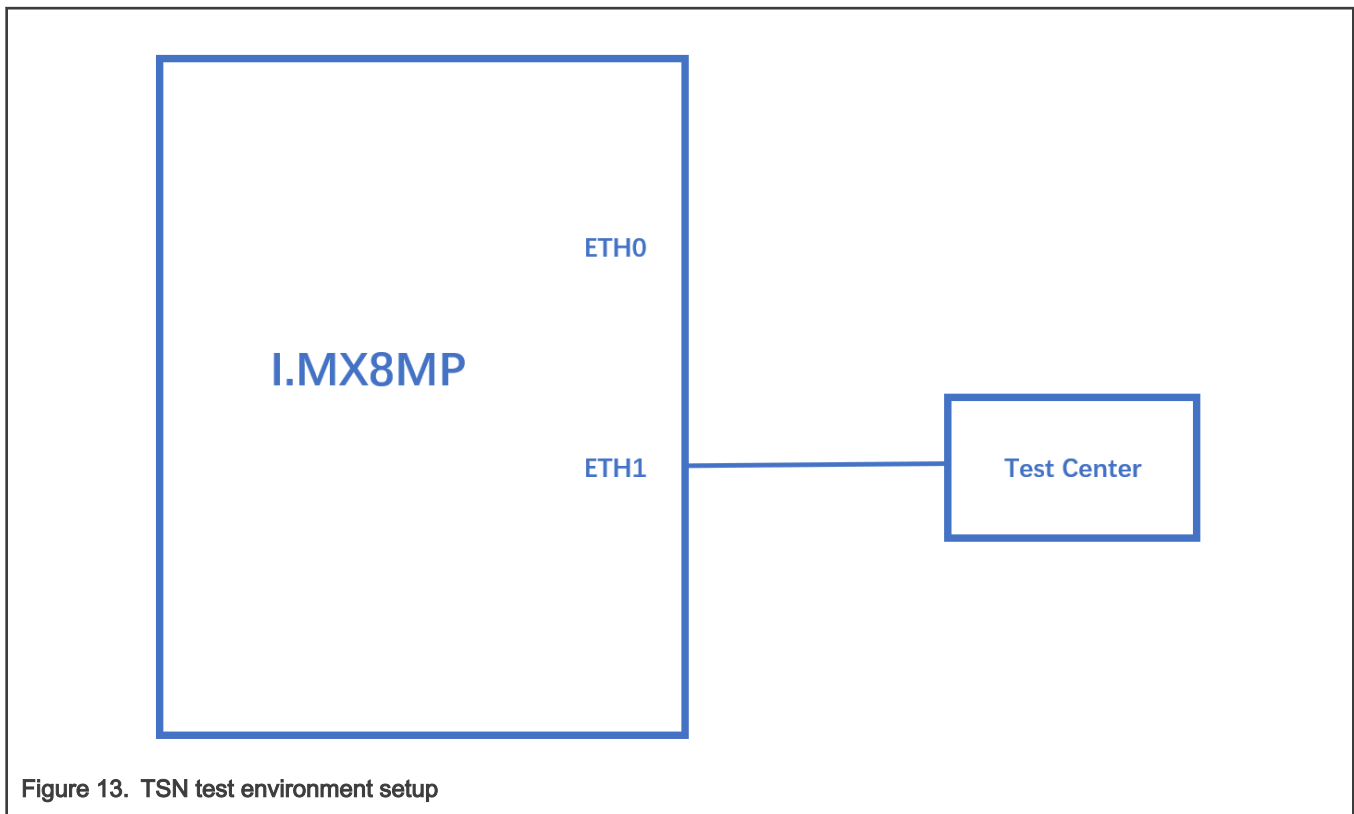 ETH0
I.MX8MP
ETH1
Test Center
Figure 13. TSN test environment setup